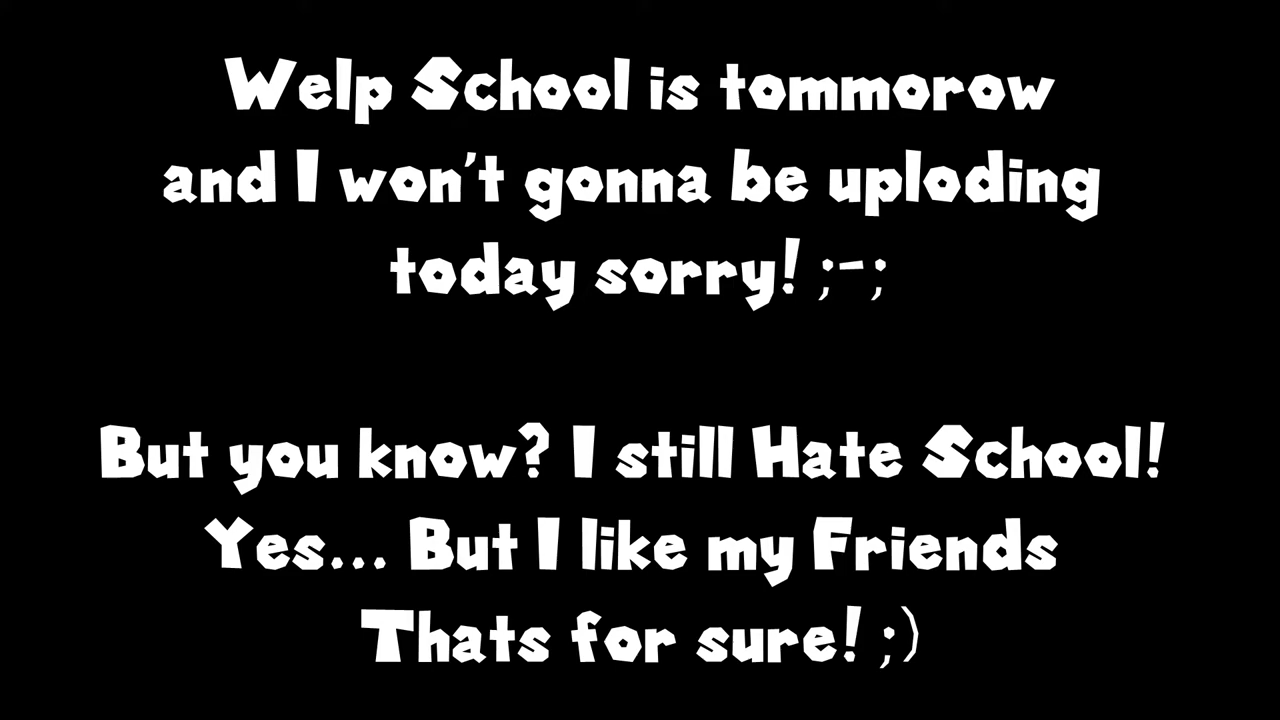 Welp School is tommorow
and I won't gonna be uploding
today sorry! ;-;
But you know? I still Hate School!
Yes... But I like my Friends
Thats for sure! ;)